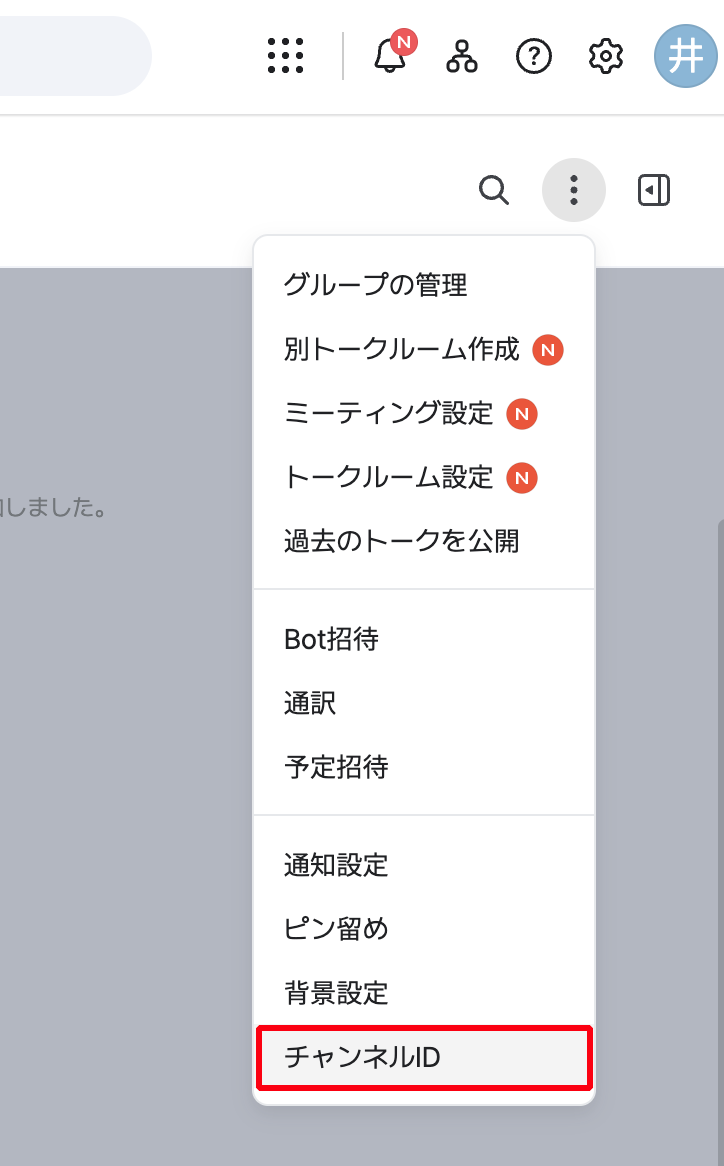 N
井
グループの管理
別トークルーム作成 N
ミーティング設定 N
トークルーム設定 N
過去のトークを公開
しました。
Bot招待
通訳
予定招待
通知設定
ピン留め
背景設定
チャンネルID